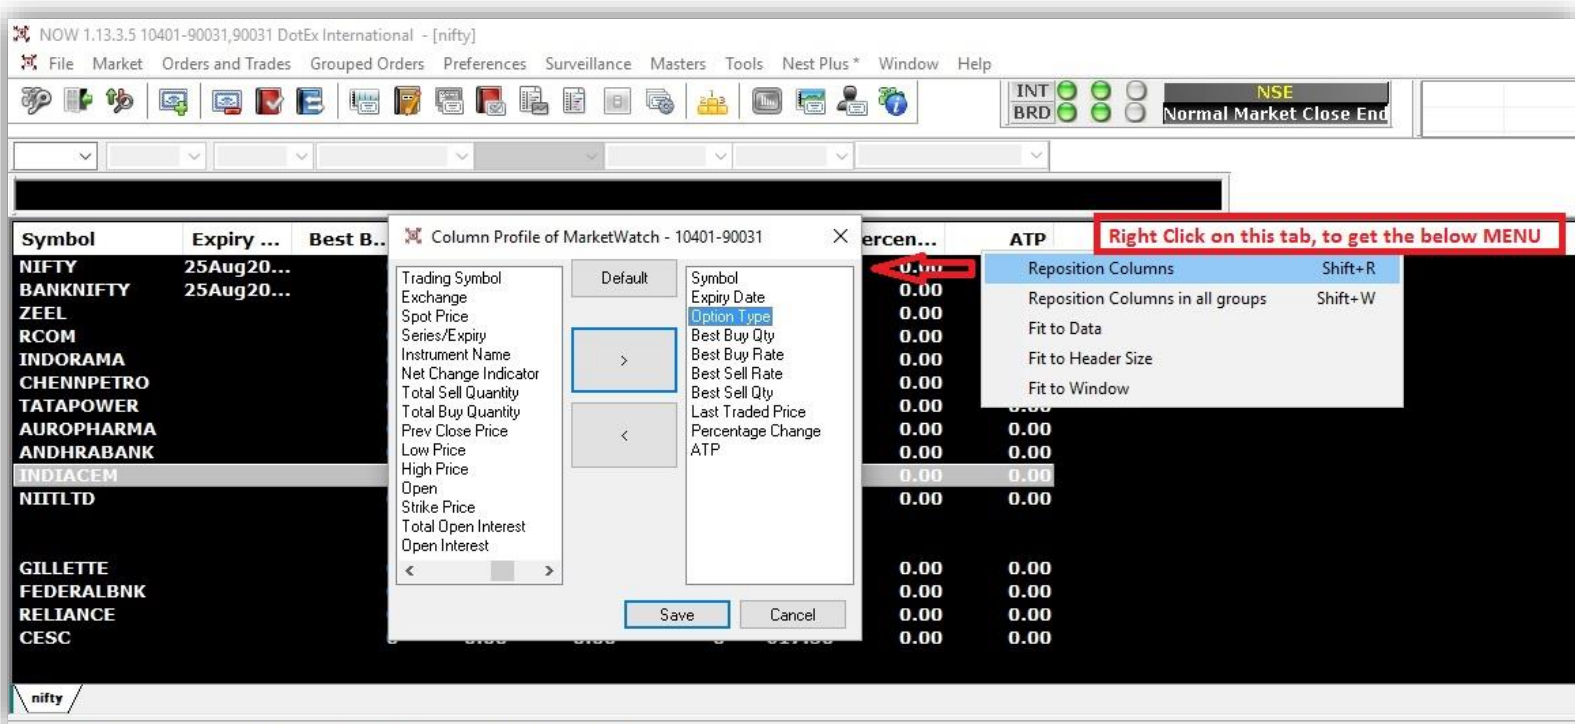 NOW 1.13.3.5 10401-90031,90031 DotEx International - [nifty]
File Market Orders and Trades Grouped Orders Preferences Surveillance Masters Tools Nest Plus * Window Help
INT NSE
BRD Normal Market Close End
Symbol Expiry ... Best B... ercen... ATP
Right Click on this tab, to get the below MENU
Column Profile of MarketWatch - 10401-90031
Trading Symbol
Exchange
Spot Price
Series/Expiry
Instrument Name
Net Change Indicator
Total Sell Quantity
Total Buy Quantity
Prev Close Price
Low Price
High Price
Open
Strike Price
Total Open Interest
Open Interest
Default
>
<
Symbol
Expiry Date
Option Type
Best Buy Qty
Best Buy Rate
Best Sell Rate
Best Sell Qty
Last Traded Price
Percentage Change
ATP
Save Cancel
Reposition Columns Shift+R
Reposition Columns in all groups Shift+W
Fit to Data
Fit to Header Size
Fit to Window
NIFTY 25Aug20... 0.00
BANKNIFTY 25Aug20... 0.00
ZEEL 0.00
RCOM 0.00
INDORAMA 0.00
CHENNPETRO 0.00
TATAPOWER 0.00 0.00
AUROPHARMA 0.00 0.00
ANDHRABANK 0.00 0.00
INDIACEM 0.00 0.00
NIITLTD 0.00 0.00
GILLETTE 0.00 0.00
FEDERALBNK 0.00 0.00
RELIANCE 0.00 0.00
CESC 0.00 0.00
nifty